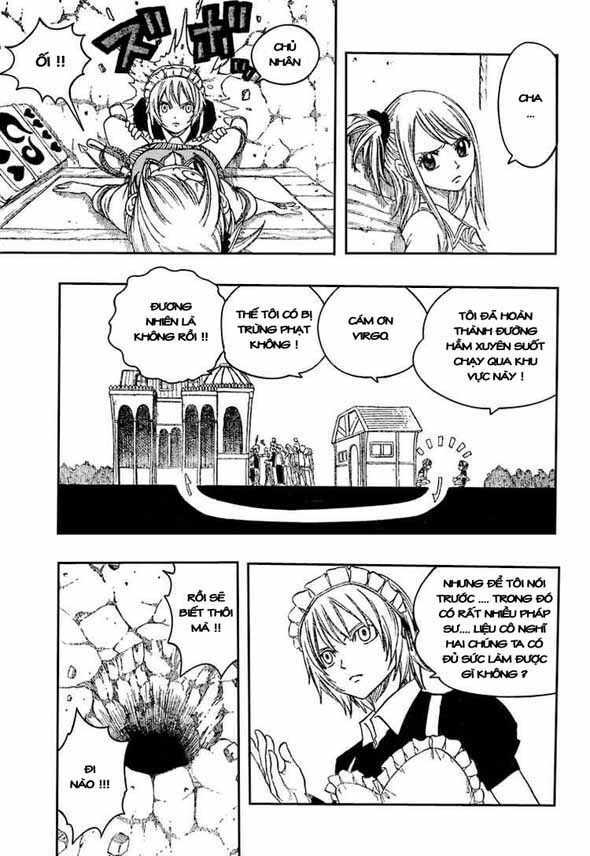 CHA
...
CHỦ
NHÂN
ỐI !!
ズボッ
TÔI ĐÃ HOÀN
THÀNH ĐƯỜNG
HẦM XUYÊN SUỐT
CHẠY QUA KHU
VỰC NÀY !
CÁM ƠN
VIRGO.
THẾ TÔI CÓ BỊ
TRỪNG PHẠT
KHÔNG !
ĐƯƠNG
NHIÊN LÀ
KHÔNG RỒI !!
NHƯNG ĐỂ TÔI NÓI
TRƯỚC .... TRONG ĐÓ
CÓ RẤT NHIỀU PHÁP
SƯ.... LIỆU CÔ NGHĨ
HAI CHÚNG TA CÓ
ĐỦ SỨC LÀM ĐƯỢC
GÌ KHÔNG ?
RỒI SẼ
BIẾT THÔI
MÀ !!
ĐI
NÀO !!!